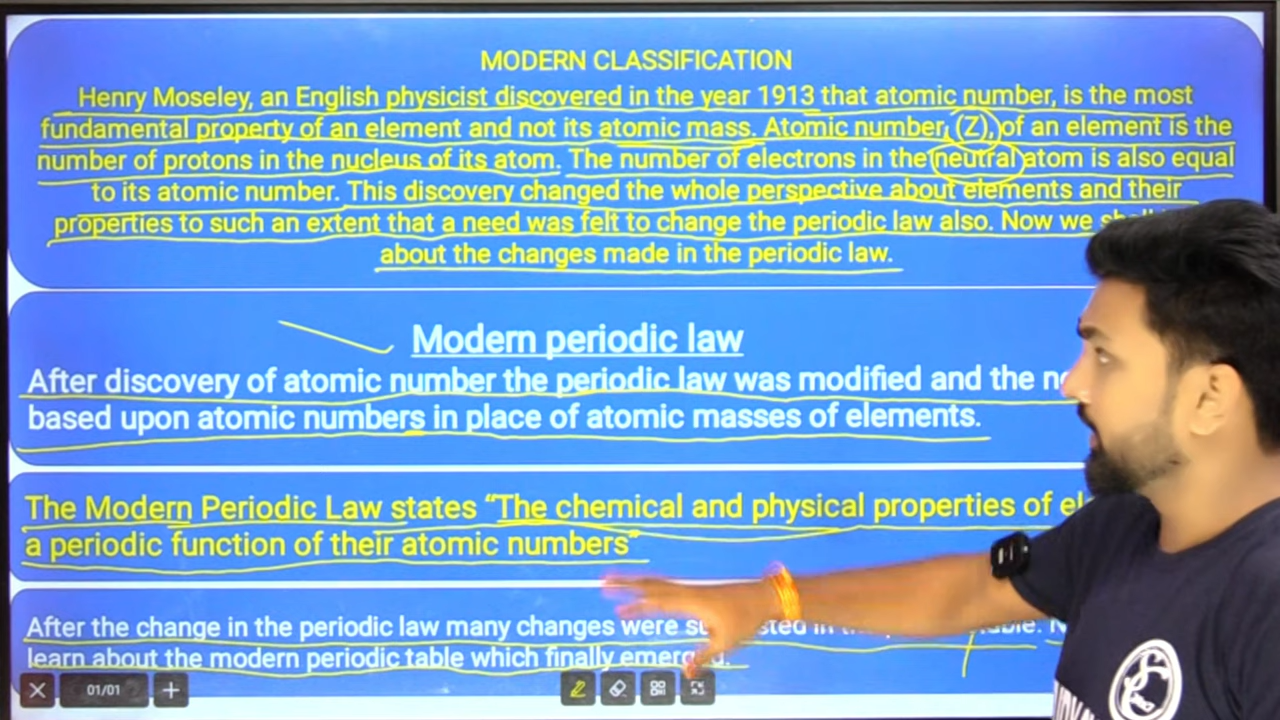 MODERN CLASSIFICATION
Henry Moseley, an English physicist discovered in the year 1913 that atomic number, is the most
fundamental property of an element and not its atomic mass. Atomic number, (Z), of an element is the
number of protons in the nucleus of its atom. The number of electrons in the neutral atom is also equal
to its atomic number. This discovery changed the whole perspective about elements and their
properties to such an extent that a need was felt to change the periodic law also. Now we
about the changes made in the periodic law.
Modern periodic law
After discovery of atomic number the periodic law was modified and the
based upon atomic numbers in place of atomic masses of elements.
The Modern Periodic Law states “The chemical and physical properties of
a periodic function of their atomic numbers”
After the change in the periodic law many changes were in
learn about the modern periodic table which finally
01/01